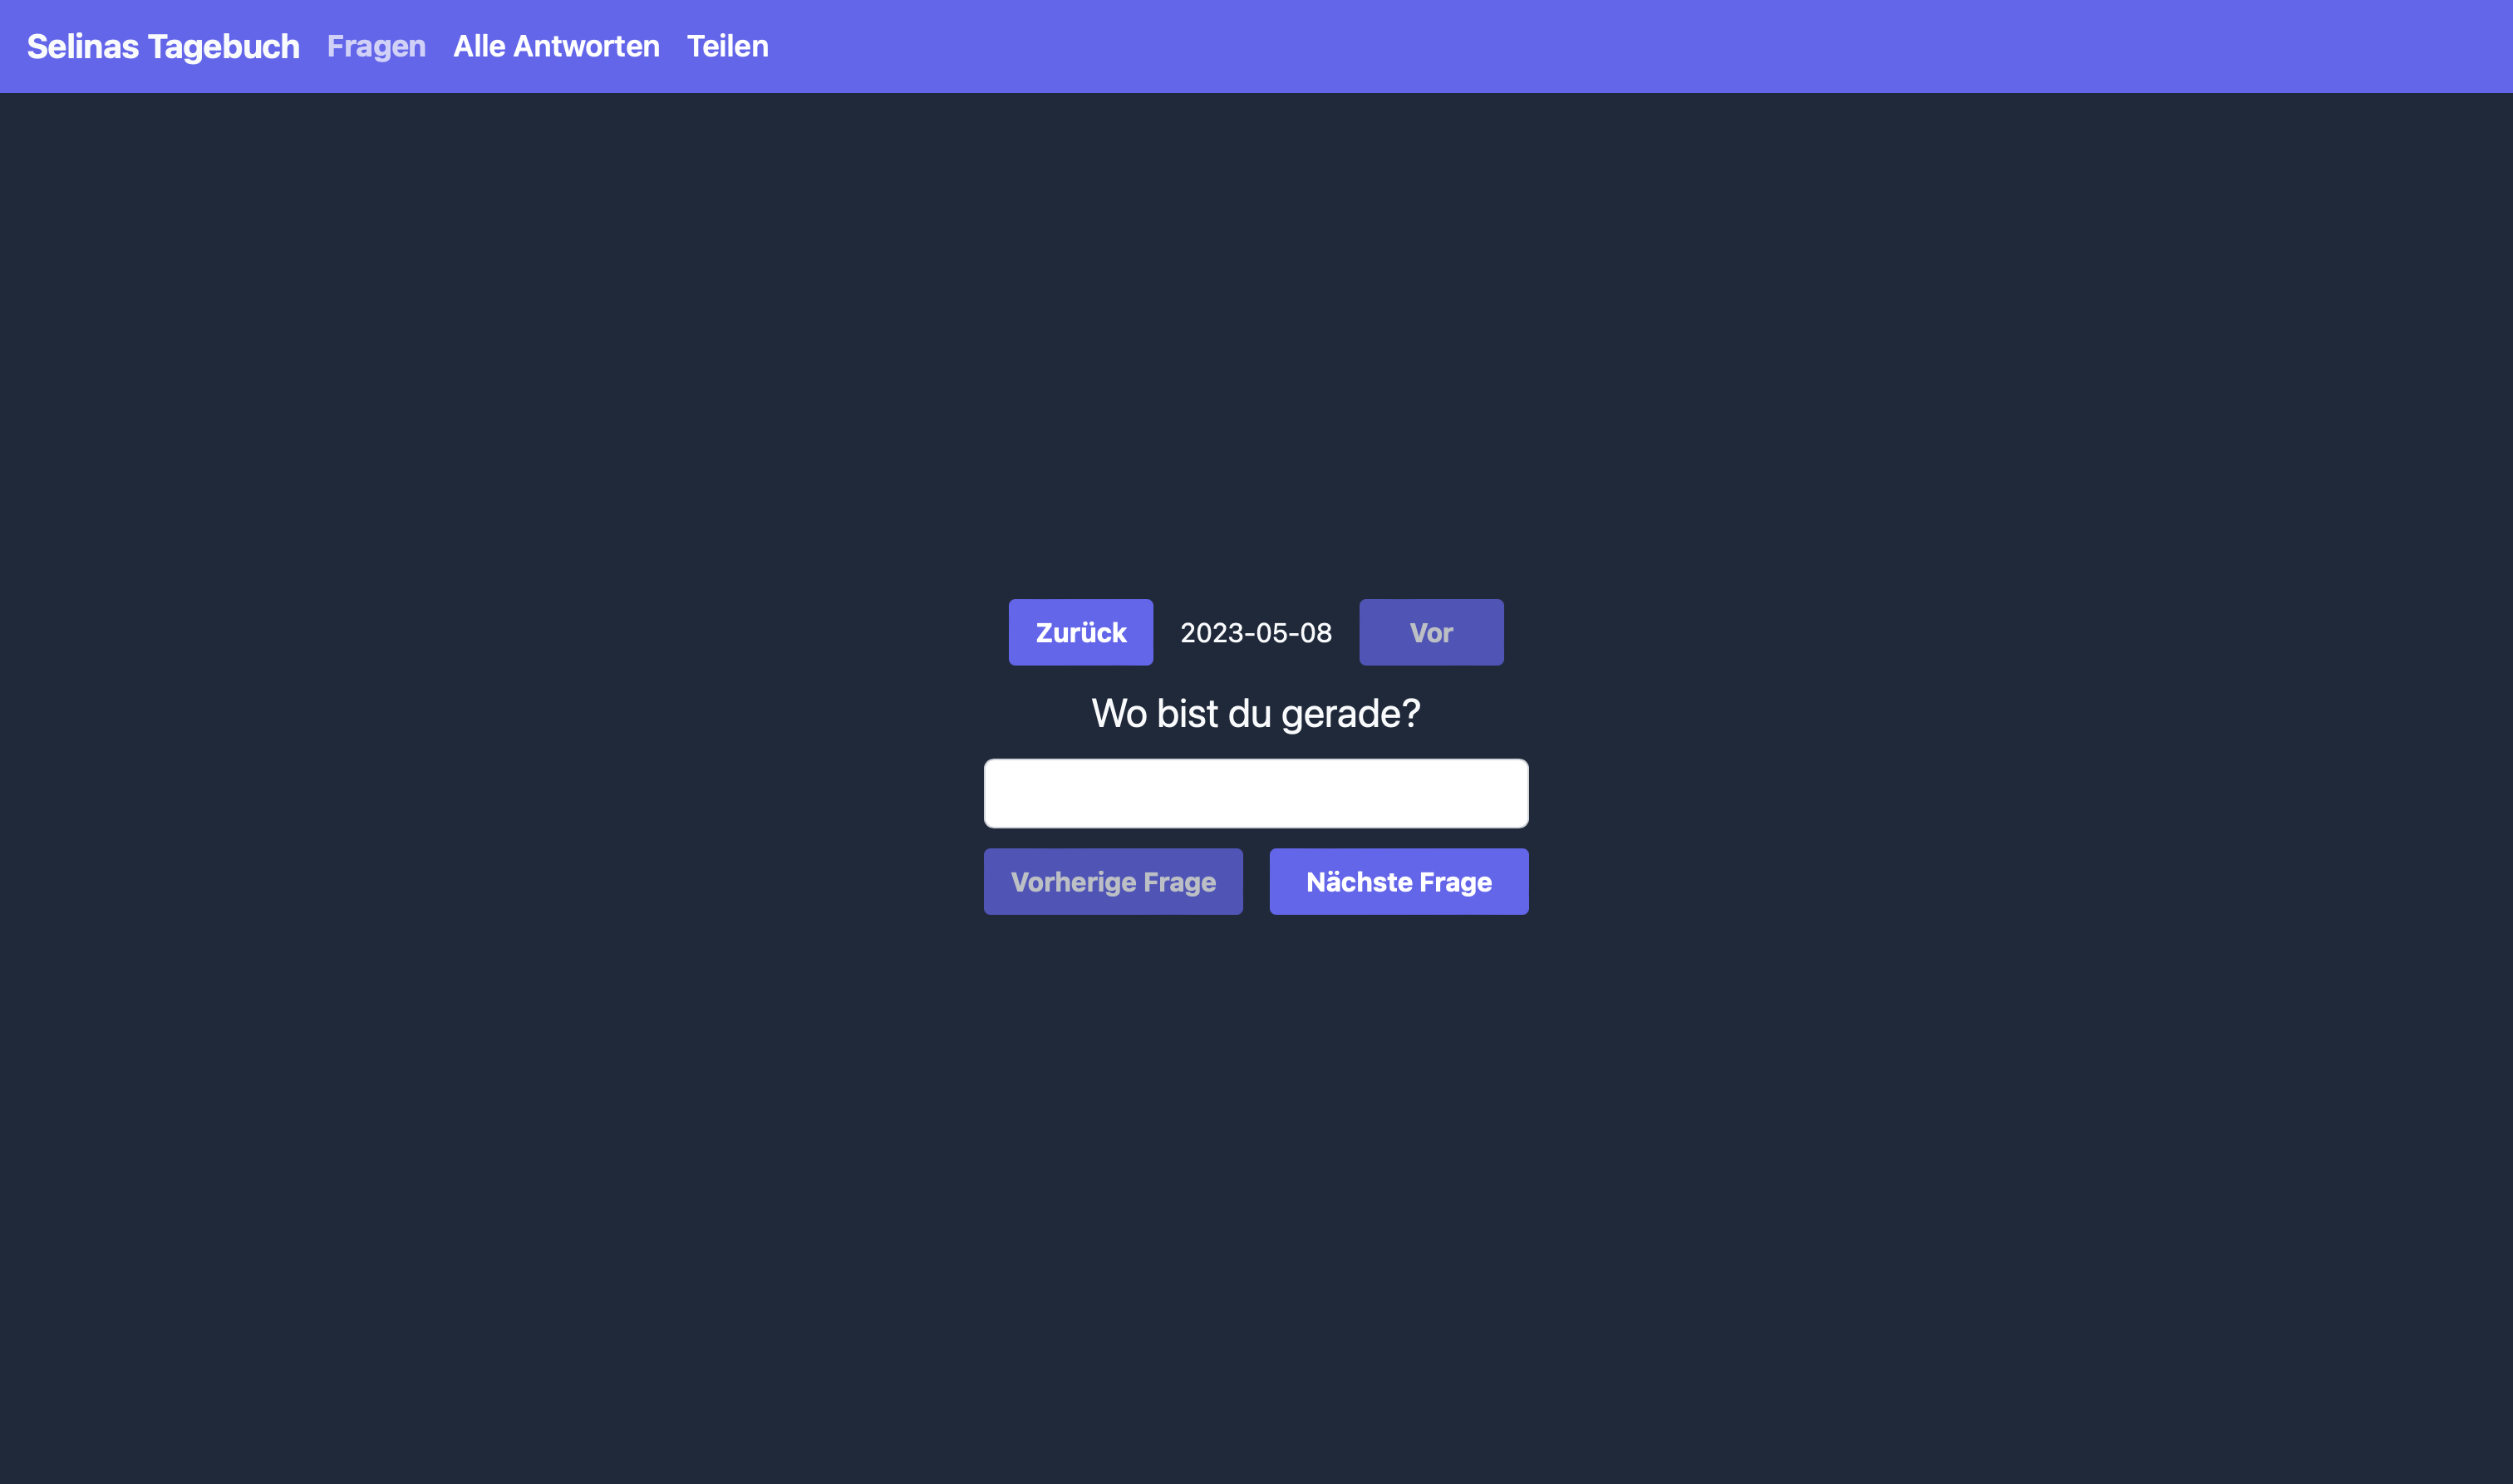 Selinas Tagebuch Fragen Alle Antworten Teilen
Zurück 2023-05-08 Vor
Wo bist du gerade?
Vorherige Frage Nächste Frage